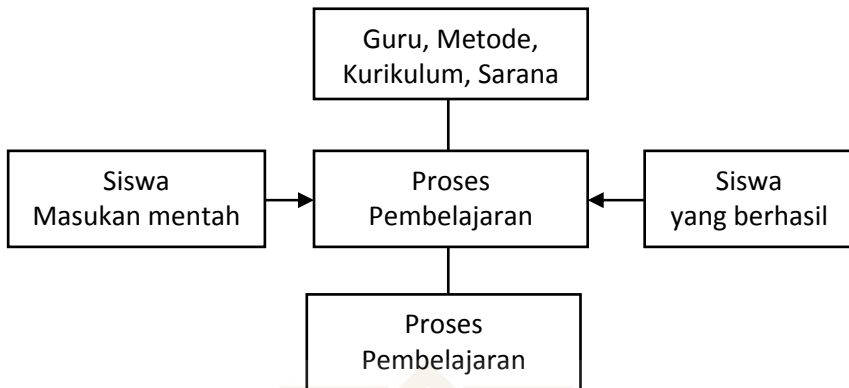 Guru, Metode,
Kurikulum, Sarana
Siswa
Masukan mentah
Proses
Pembelajaran
Siswa
yang berhasil
Proses
Pembelajaran